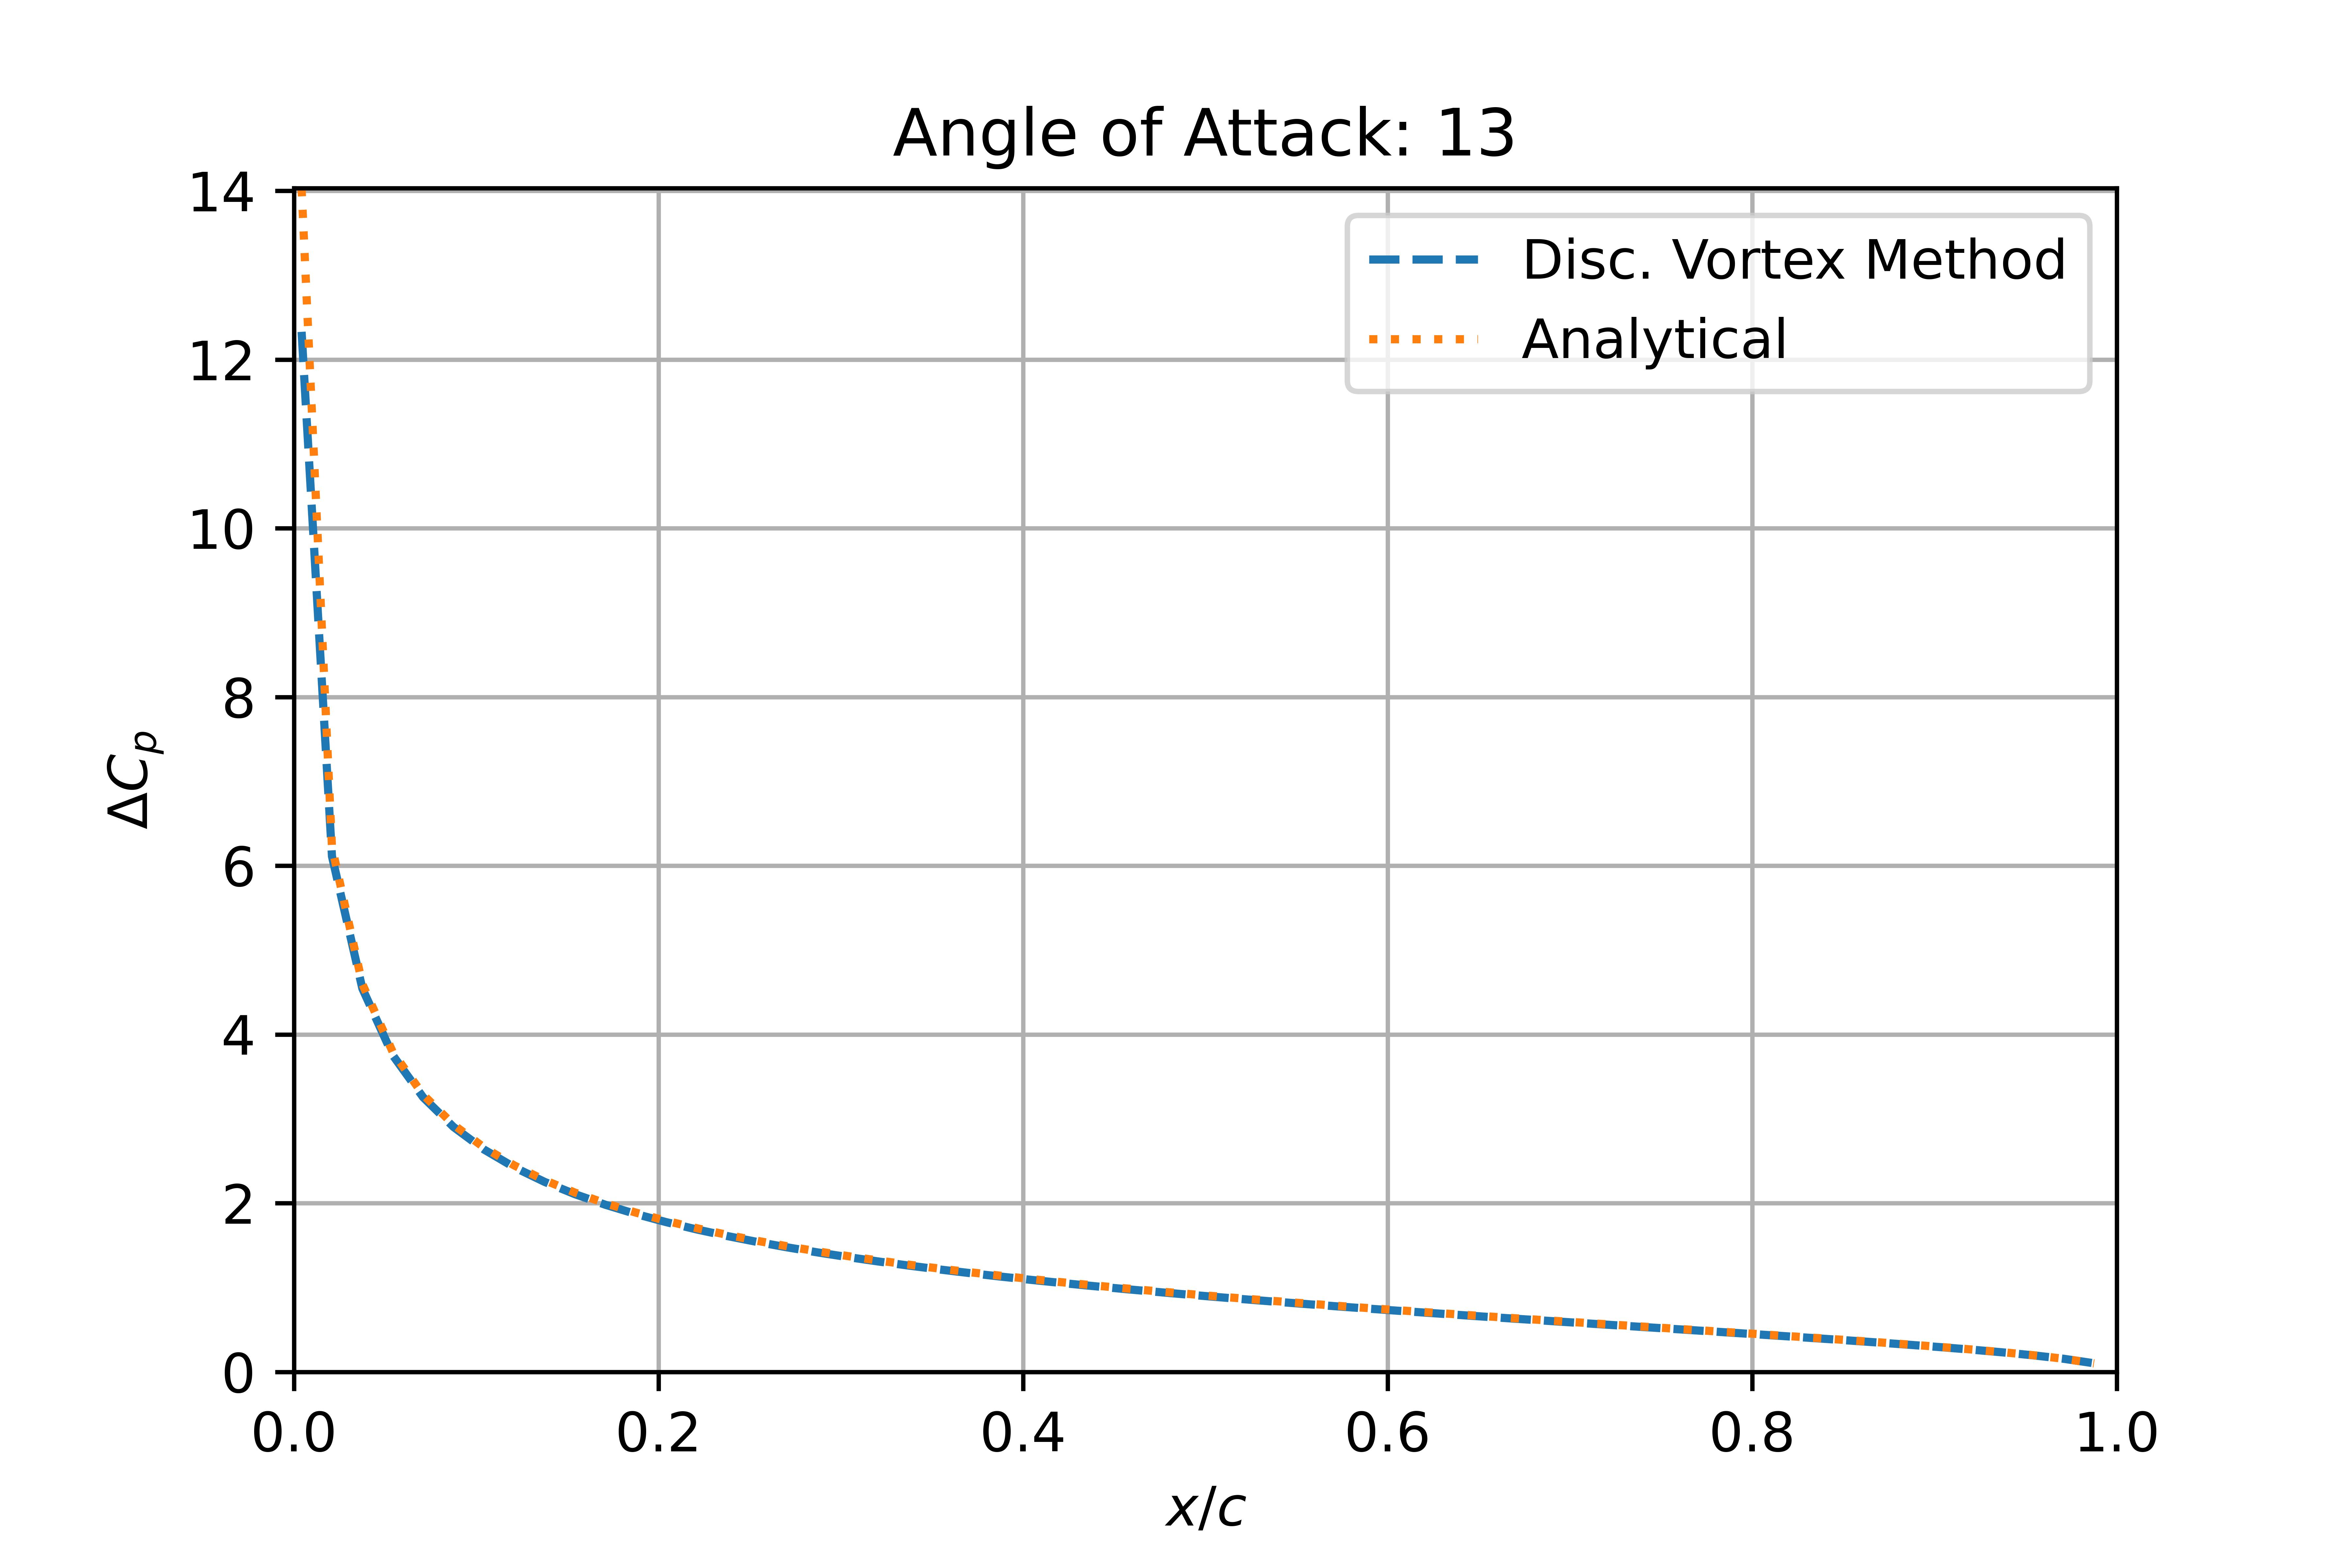 Angle of Attack: 13
14
12
10
8
6
4
2
0
ΔCp
Disc. Vortex Method
Analytical
0.0 0.2 0.4 0.6 0.8 1.0
x/c